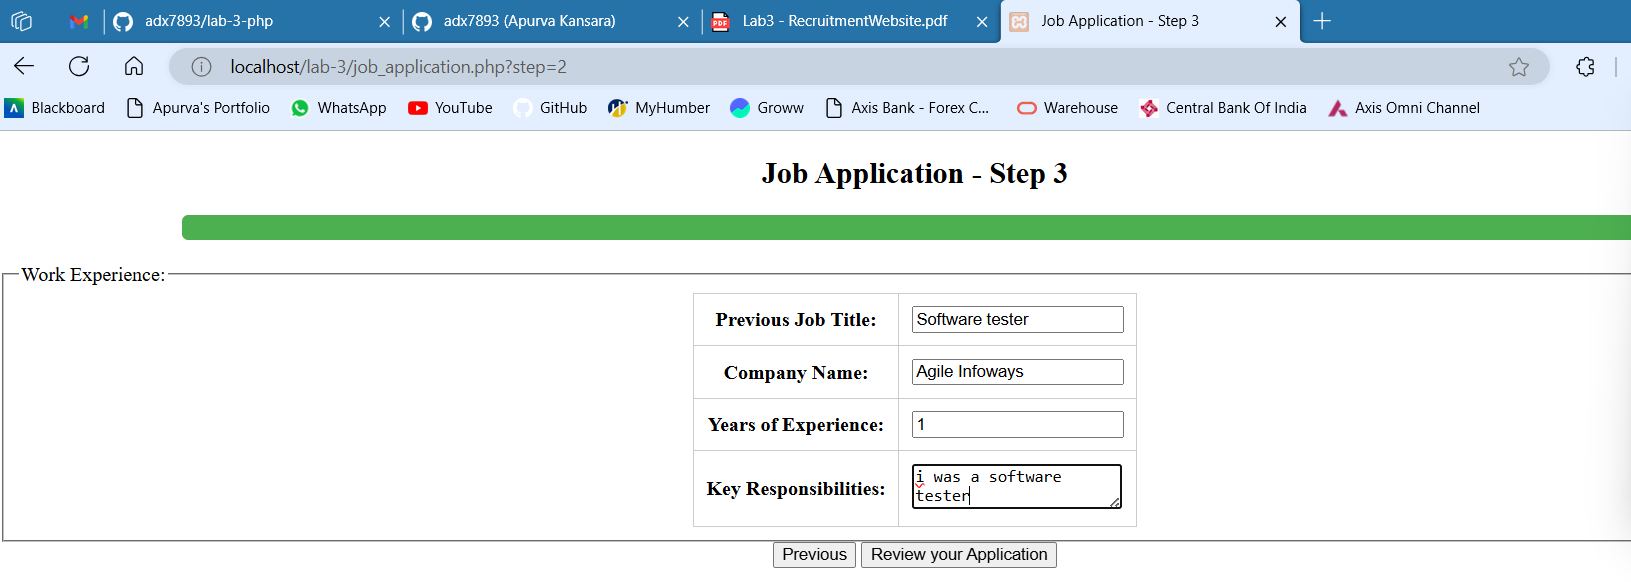 adx7893/lab-3-php
adx7893 (Apurva Kansara)
PDF
Lab3 - RecruitmentWebsite.pdf
Job Application - Step 3
localhost/lab-3/job_application.php?step=2
Blackboard
Apurva's Portfolio
WhatsApp
YouTube
GitHub
MyHumber
Groww
Axis Bank - Forex C...
Warehouse
Central Bank Of India
Axis Omni Channel
Job Application - Step 3
Work Experience:
Previous Job Title: Software tester
Company Name: Agile Infoways
Years of Experience: 1
Key Responsibilities: i was a software
tester
Previous Review your Application